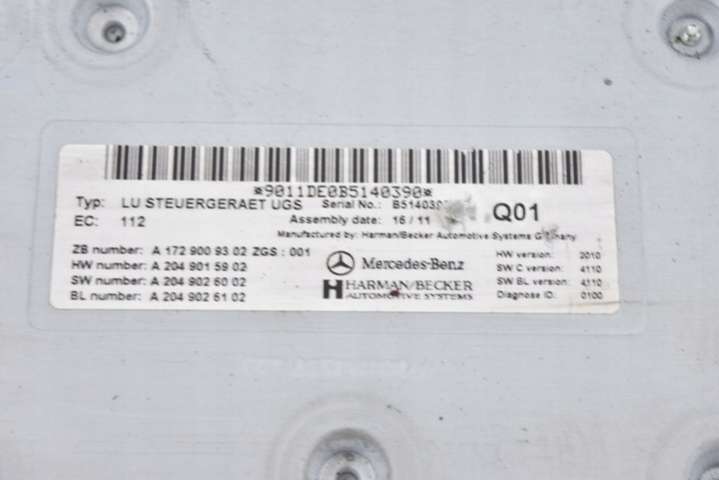 *9011DE0B5140390*
Typ: LU STEUERGERAET UGS Serial No.: Q01
EC: 112 Assembly date: 16/11
Manufactured by: Harman/Becker Automotive Systems Germany
ZB number: A 172 900 93 02 ZGS: 001
HW number: A 204 901 59 02
SW number: A 204 902 60 02
BL number: A 204 902 61 02
Mercedes-Benz
HARMAN/BECKER
AUTOMOTIVE SYSTEMS
HW version: 2010
SW C version: 4110
SW BL version: 4110
Diagnose ID: 0100